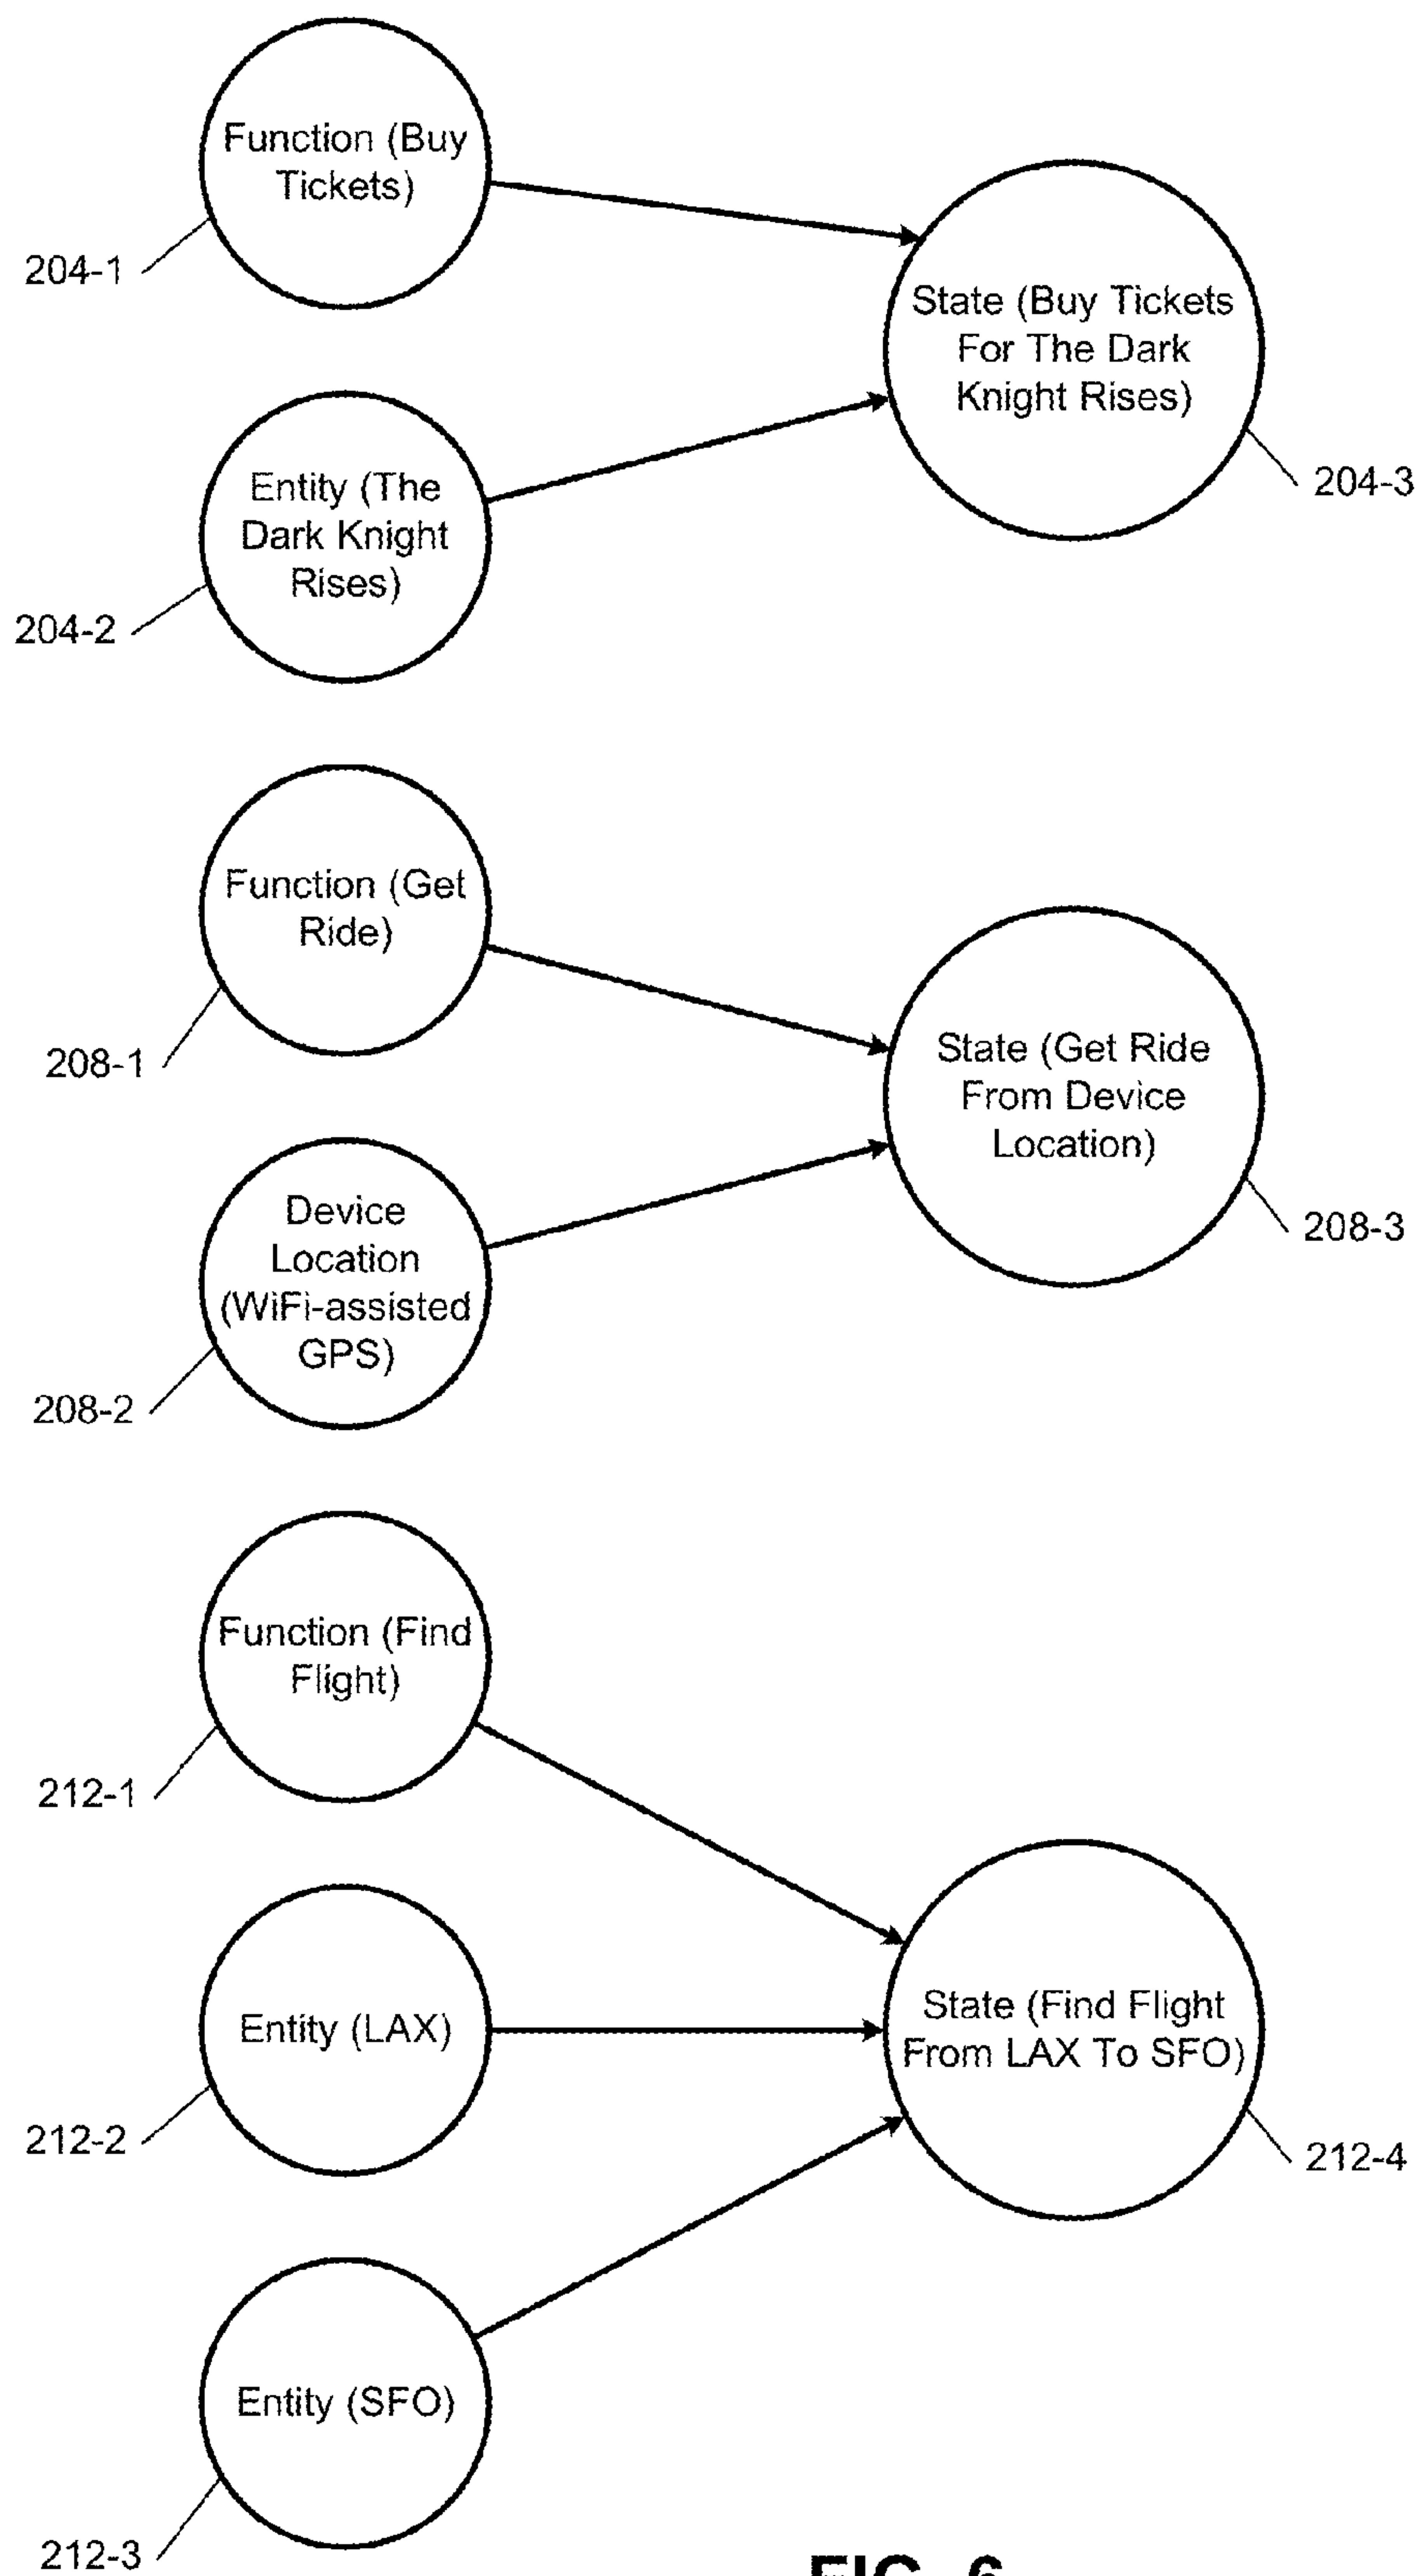 Function (Buy
Tickets)
204-1
State (Buy Tickets
For The Dark
Knight Rises)
204-3
Entity (The
Dark Knight
Rises)
204-2
Function (Get
Ride)
208-1
State (Get Ride
From Device
Location)
208-3
Device
Location
(WiFi-assisted
GPS)
208-2
Function (Find
Flight)
212-1
Entity (LAX)
212-2
State (Find Flight
From LAX To SFO)
212-4
Entity (SFO)
212-3
FIG. 6